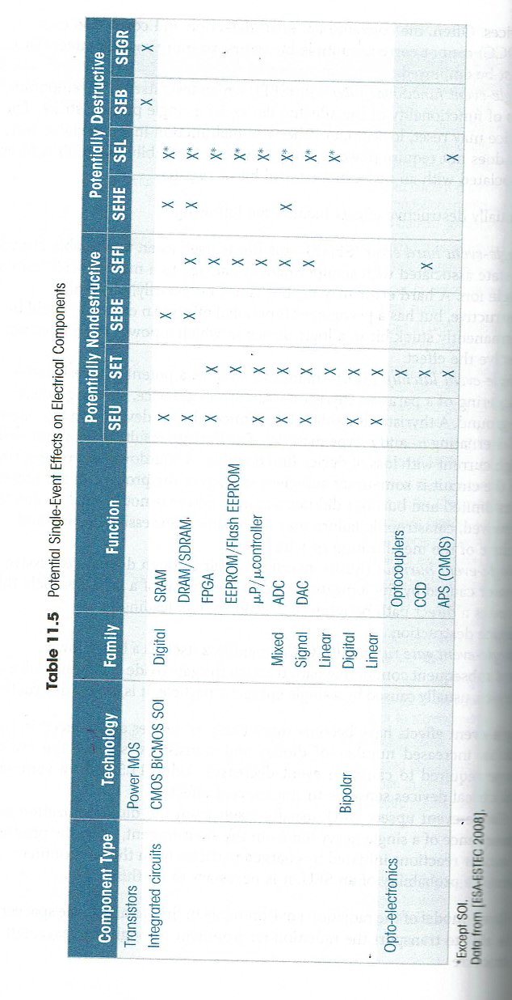 Table 11.5 Potential Single-Event Effects on Electrical Components
Potentially Nondestructive Potentially Destructive
Component Type Technology Family Function SEU SET SEBE SEFI SEHE SEL SEB SEGR
Transistors Power MOS X X
Integrated circuits CMOS BiCMOS SOI Digital SRAM X X X X*
DRAM/SDRAM X X X X X*
FPGA X X X X*
EEPROM/Flash EEPROM X X X*
μP/μcontroller X X X X*
Mixed ADC X X X X X*
Signal DAC X X X X*
Linear X X*
Bipolar Digital X X
Linear X X
Opto-electronics Optocouplers X
CCD X X
APS (CMOS) X X
*Except SOI.
Data from [ESA-ESTEC 2008].